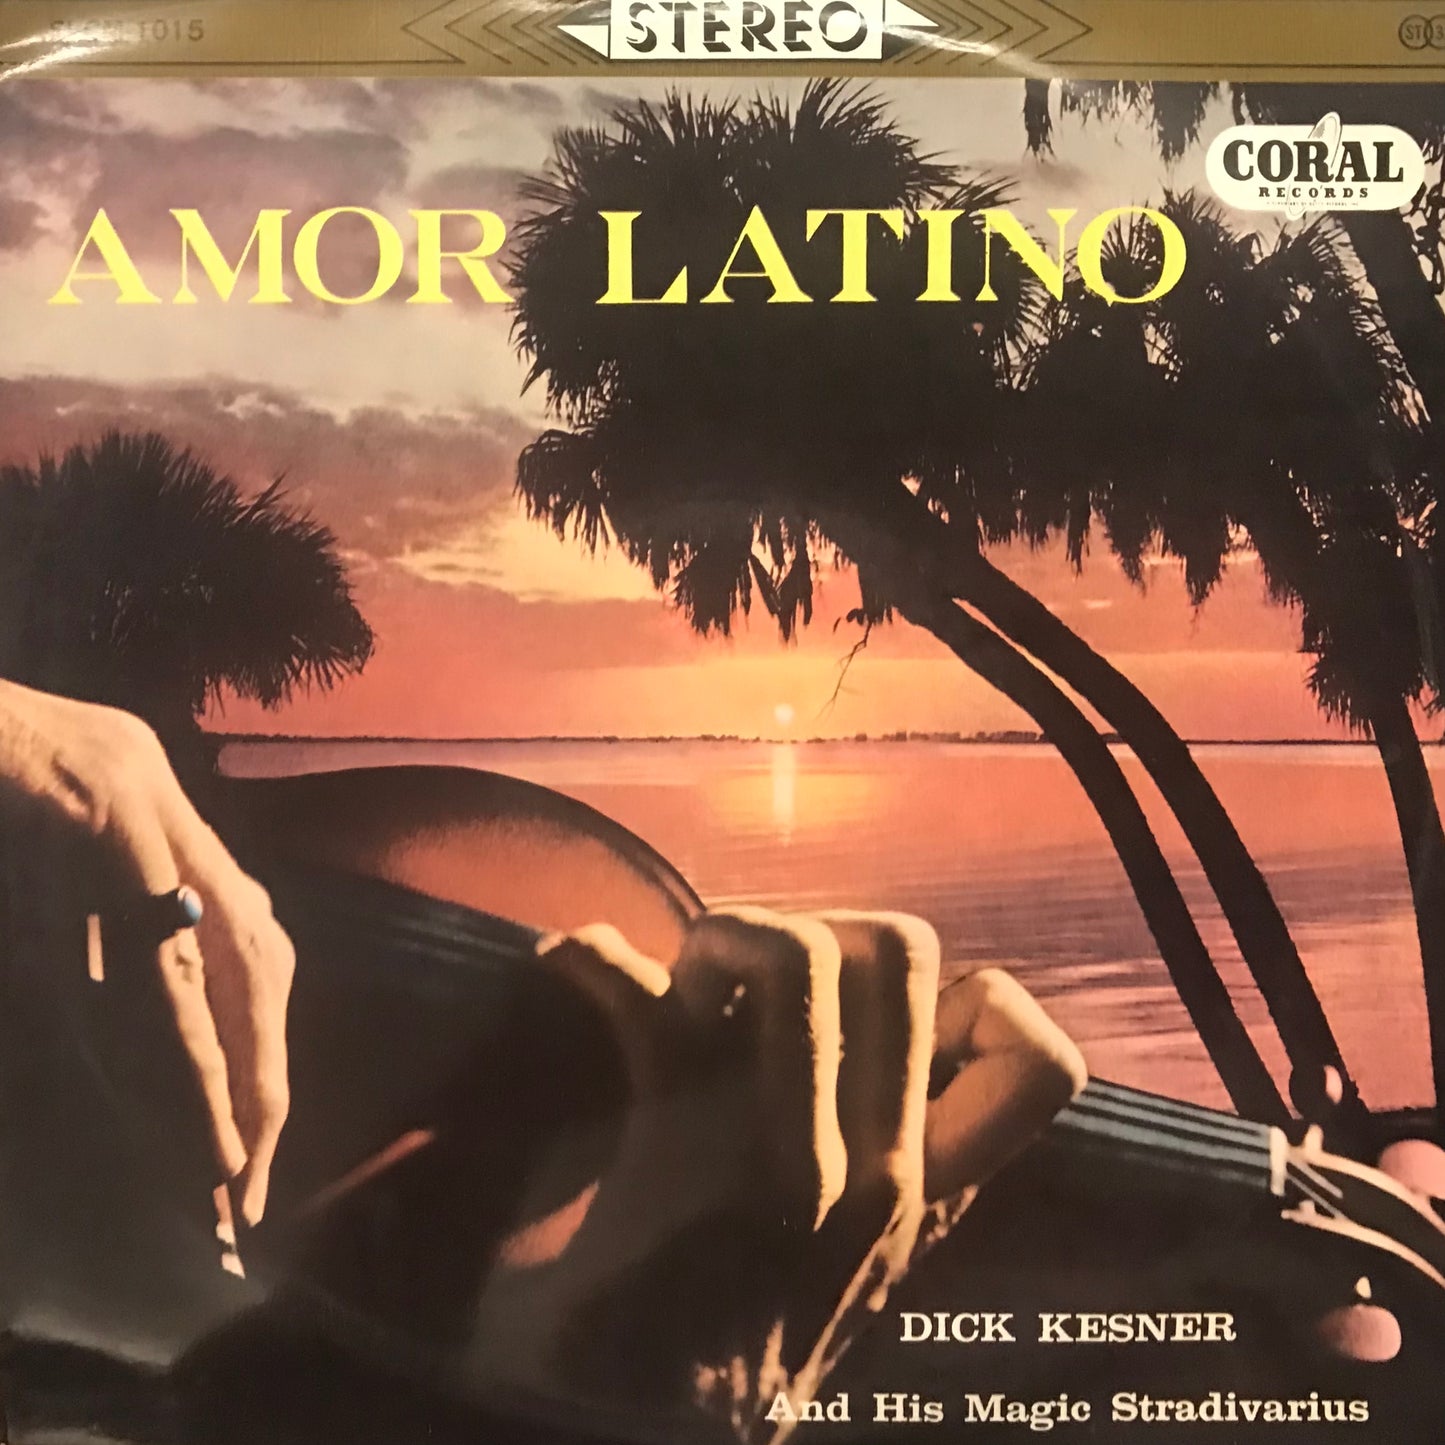 STEREO
AMOR LATINO
CORAL
RECORDS
DICK KESNER
And His Magic Stradivarius